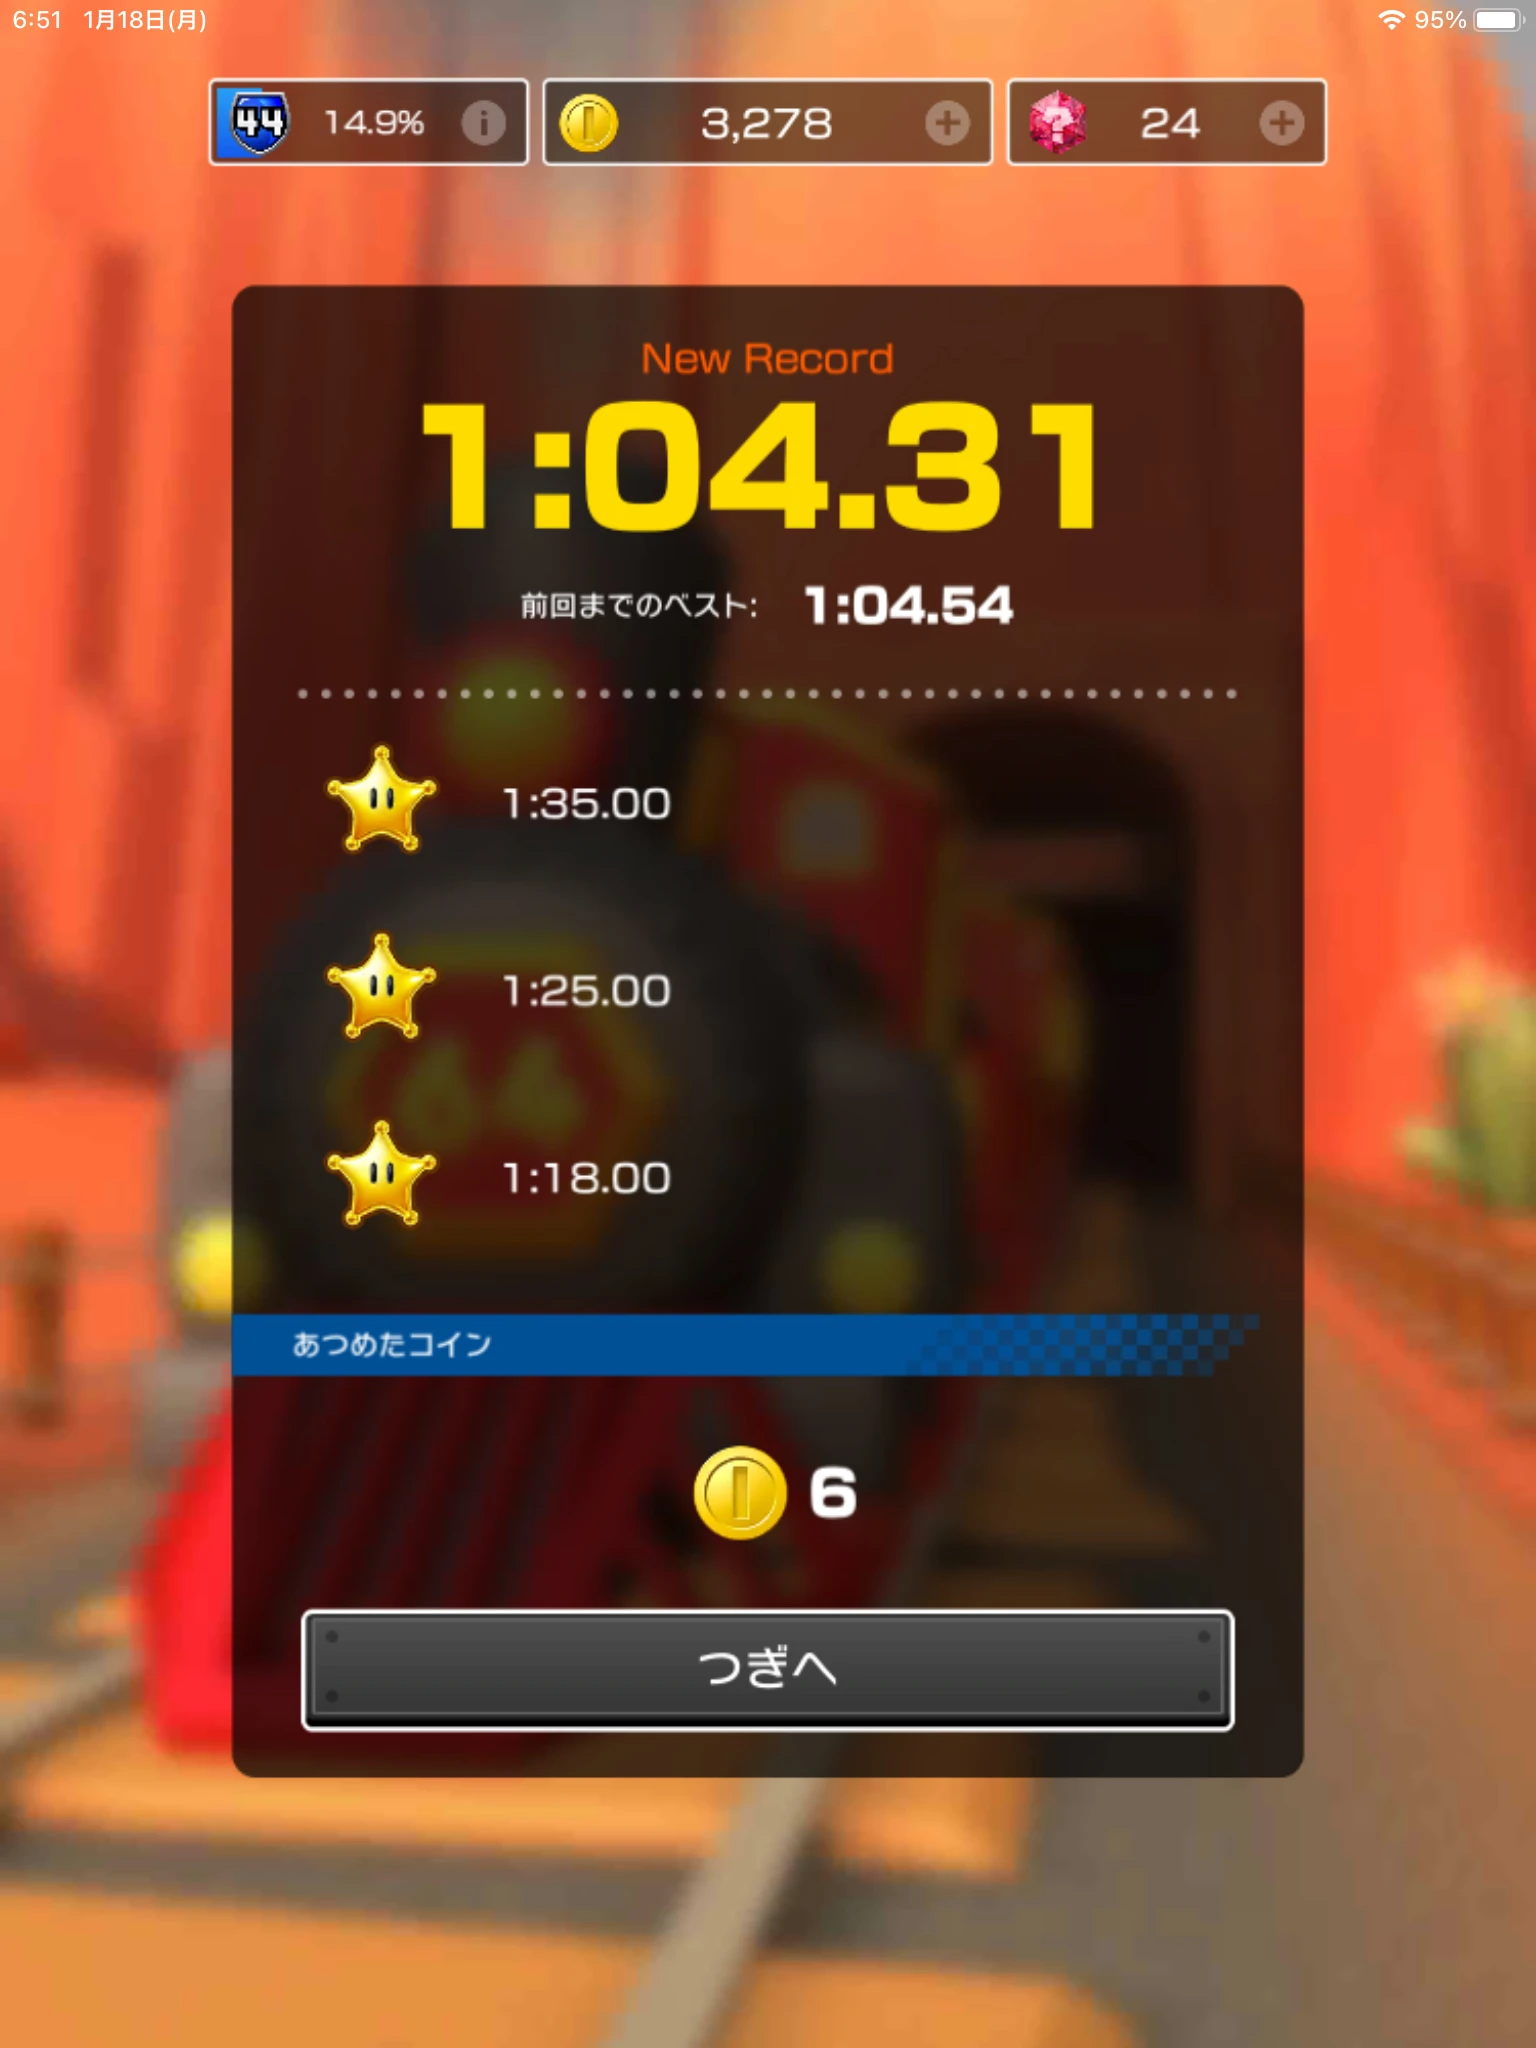 6:51 1月18日(月) 95%
44 14.9% i 3,278 + 24 +
New Record
1:04.31
前回までのベスト: 1:04.54
1:35.00
1:25.00
64
1:18.00
あつめたコイン
6
つぎへ